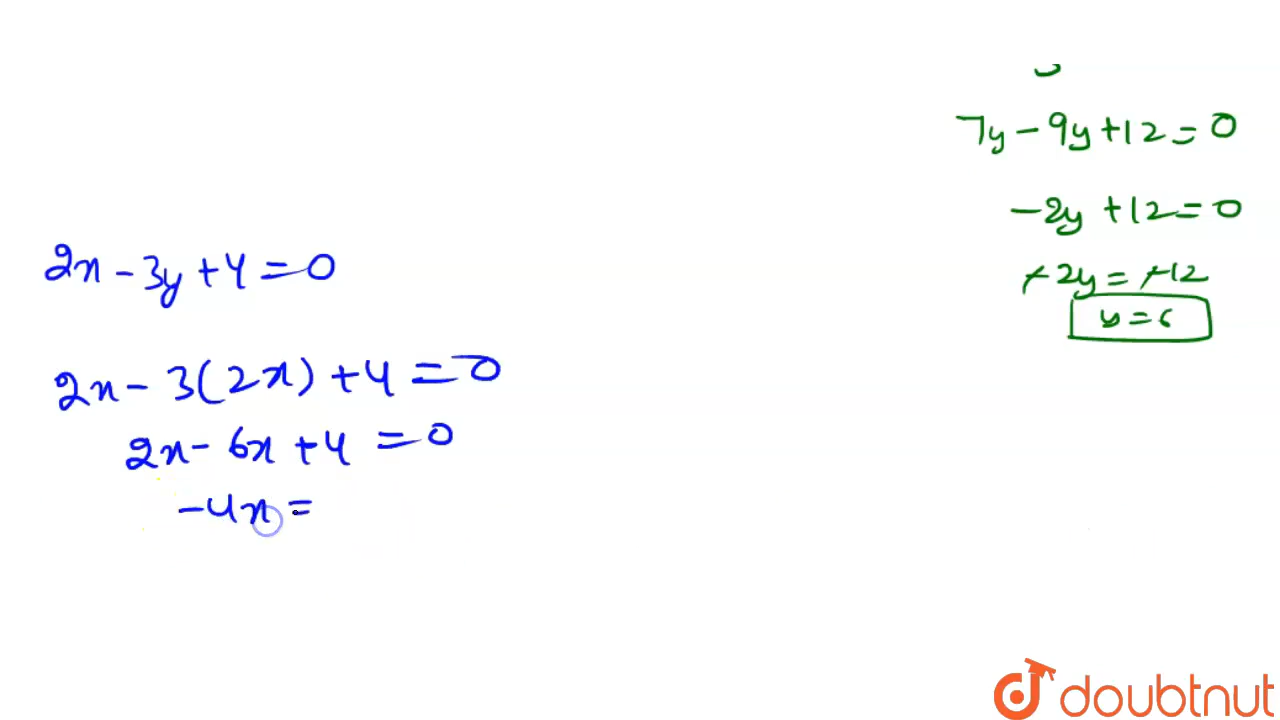 7y - 9y + 12 = 0
-2y + 12 = 0
-2y = -12
y = 6
2x - 3y + 4 = 0
2x - 3(2x) + 4 = 0
2x - 6x + 4 = 0
-4x =
doubtnut